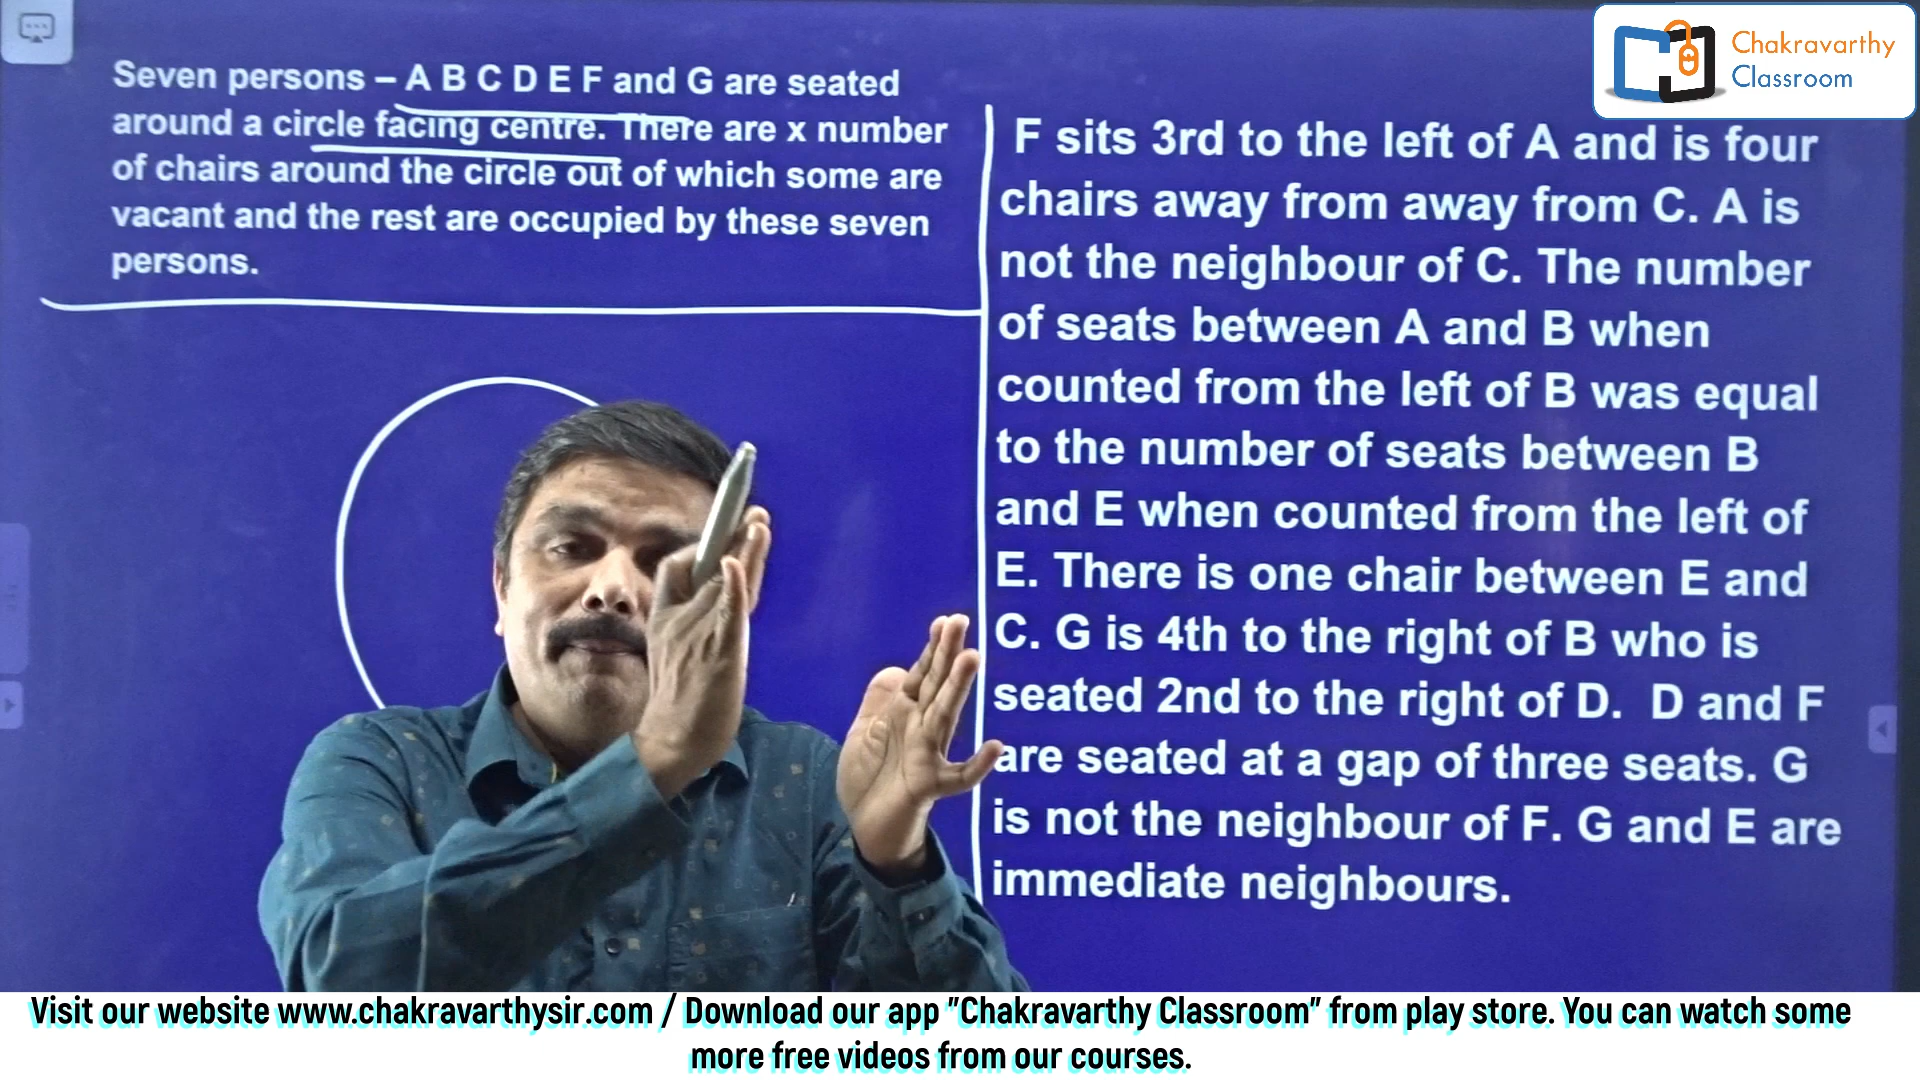 Chakravarthy
Classroom
Seven persons – A B C D E F and G are seated
around a circle facing centre. There are x number
of chairs around the circle out of which some are
vacant and the rest are occupied by these seven
persons.
F sits 3rd to the left of A and is four
chairs away from away from C. A is
not the neighbour of C. The number
of seats between A and B when
counted from the left of B was equal
to the number of seats between B
and E when counted from the left of
E. There is one chair between E and
C. G is 4th to the right of B who is
seated 2nd to the right of D. D and F
are seated at a gap of three seats. G
is not the neighbour of F. G and E are
immediate neighbours.
Visit our website www.chakravarthysir.com / Download our app "Chakravarthy Classroom" from play store. You can watch some
more free videos from our courses.